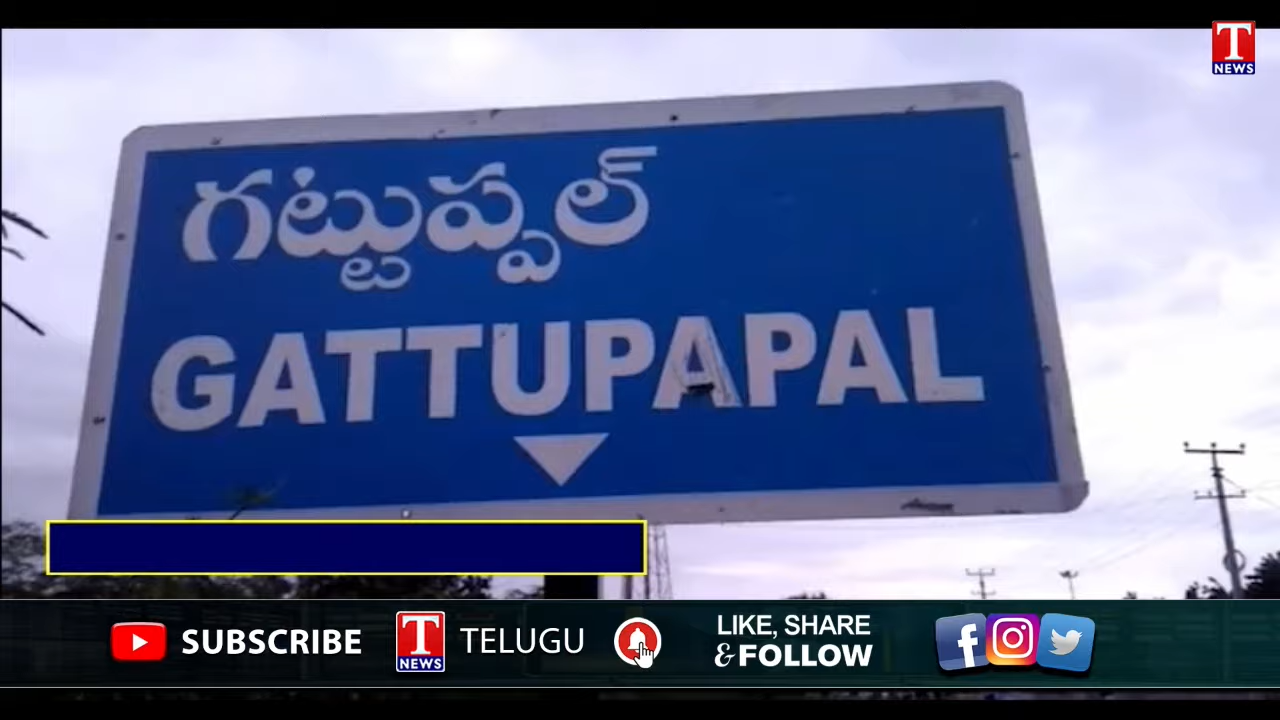 T
NEWS
గట్టుప్పల్
GATTUPAPAL
SUBSCRIBE
T
NEWS
TELUGU
LIKE, SHARE
& FOLLOW